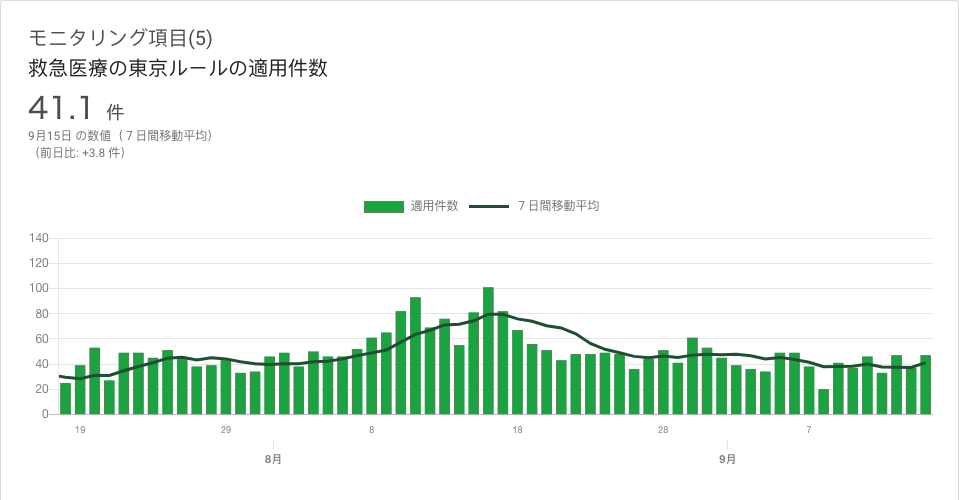 モニタリング項目(5)
救急医療の東京ルールの適用件数
41.1 件
9月15日 の数値（７日間移動平均）
（前日比: +3.8 件）
適用件数 ７日間移動平均
140
120
100
80
60
40
20
0
19 29 8 18 28 7
8月 9月